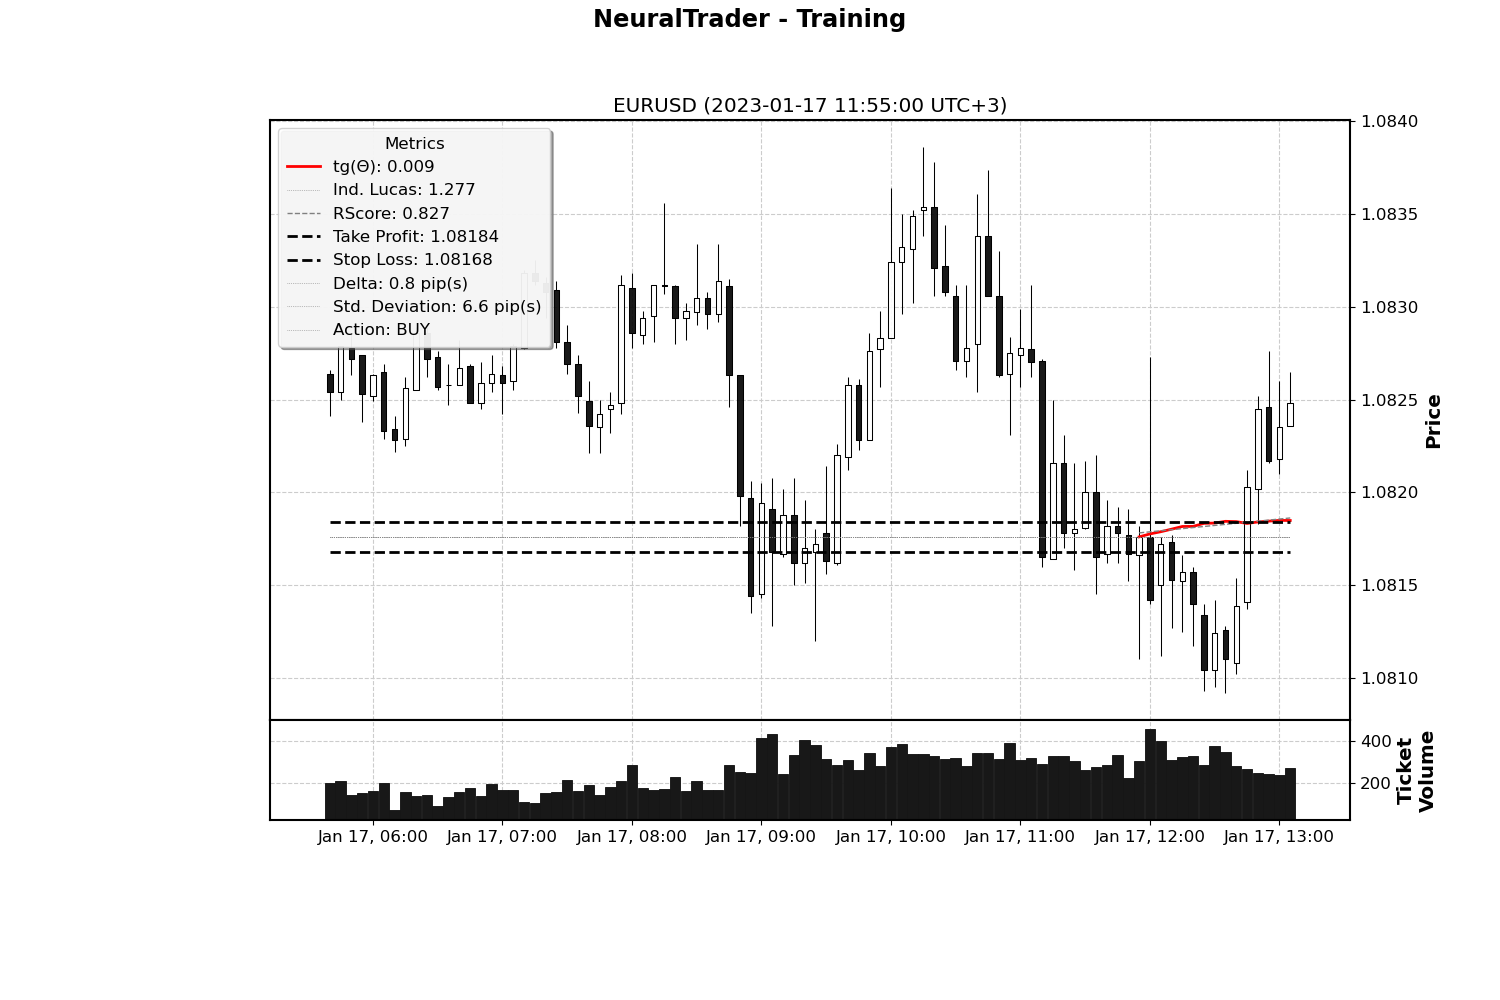 NeuralTrader - Training
EURUSD (2023-01-17 11:55:00 UTC+3)
Metrics
tg(Θ): 0.009
Ind. Lucas: 1.277
RScore: 0.827
Take Profit: 1.08184
Stop Loss: 1.08168
Delta: 0.8 pip(s)
Std. Deviation: 6.6 pip(s)
Action: BUY
1.0840
1.0835
1.0830
1.0825
1.0820
1.0815
1.0810
Price
400
200
Ticket
Volume
Jan 17, 06:00
Jan 17, 07:00
Jan 17, 08:00
Jan 17, 09:00
Jan 17, 10:00
Jan 17, 11:00
Jan 17, 12:00
Jan 17, 13:00